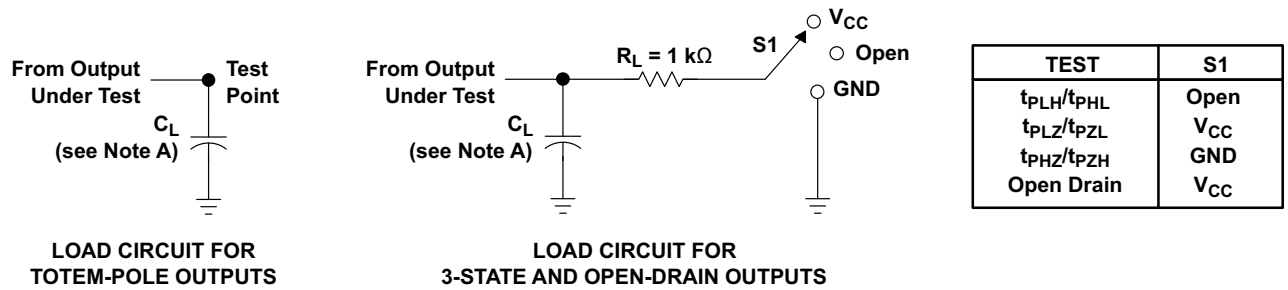 From Output
Under Test
Test
Point
CL
(see Note A)
LOAD CIRCUIT FOR
TOTEM-POLE OUTPUTS
From Output
Under Test
RL = 1 kΩ
S1
VCC
Open
GND
CL
(see Note A)
LOAD CIRCUIT FOR
3-STATE AND OPEN-DRAIN OUTPUTS
TEST S1
tPLH/tPHL Open
tPLZ/tPZL VCC
tPHZ/tPZH GND
Open Drain VCC